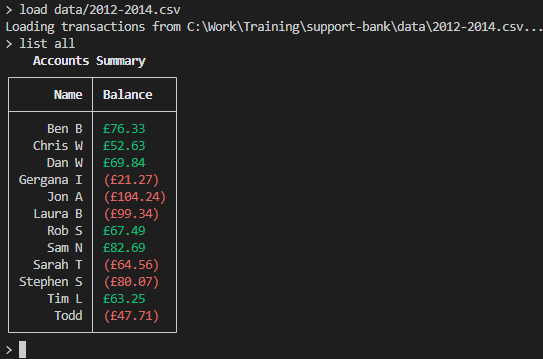 > load data/2012-2014.csv
Loading transactions from C:\Work\Training\support-bank\data\2012-2014.csv...
> list all
Accounts Summary
Name Balance
Ben B £76.33
Chris W £52.63
Dan W £69.84
Gergana I (£21.27)
Jon A (£104.24)
Laura B (£99.34)
Rob S £67.49
Sam N £82.69
Sarah T (£64.56)
Stephen S (£80.07)
Tim L £63.25
Todd (£47.71)
>